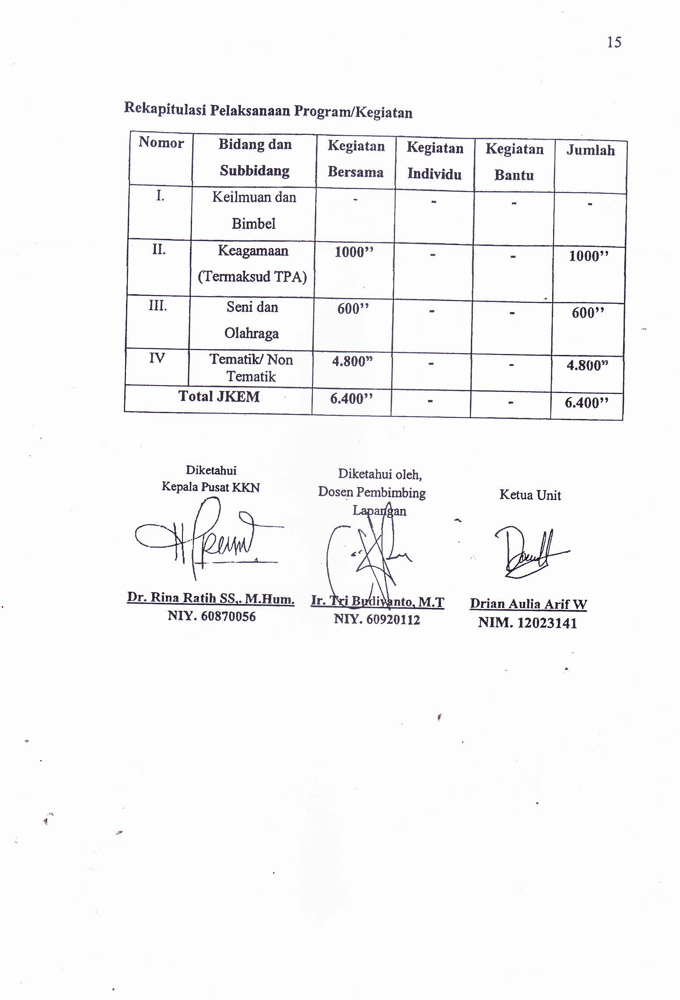 15
Rekapitulasi Pelaksanaan Program/Kegiatan
Nomor Bidang dan Kegiatan Kegiatan Kegiatan Jumlah
Subbidang Bersama Individu Bantu
I. Keilmuan dan - - - -
Bimbel
II. Keagamaan 1000’’ - - 1000’’
(Termaksud TPA)
III. Seni dan 600’’ - - 600’’
Olahraga
IV Tematik/ Non 4.800” - - 4.800”
Tematik
Total JKEM 6.400’’ - - 6.400’’
Diketahui
Kepala Pusat KKN
Diketahui oleh,
Dosen Pembimbing
Lapangan
Ketua Unit
Dr. Rina Ratih SS,. M.Hum.
NIY. 60870056
Ir. Tri Budiyanto, M.T
NIY. 60920112
Drian Aulia Arif W
NIM. 12023141